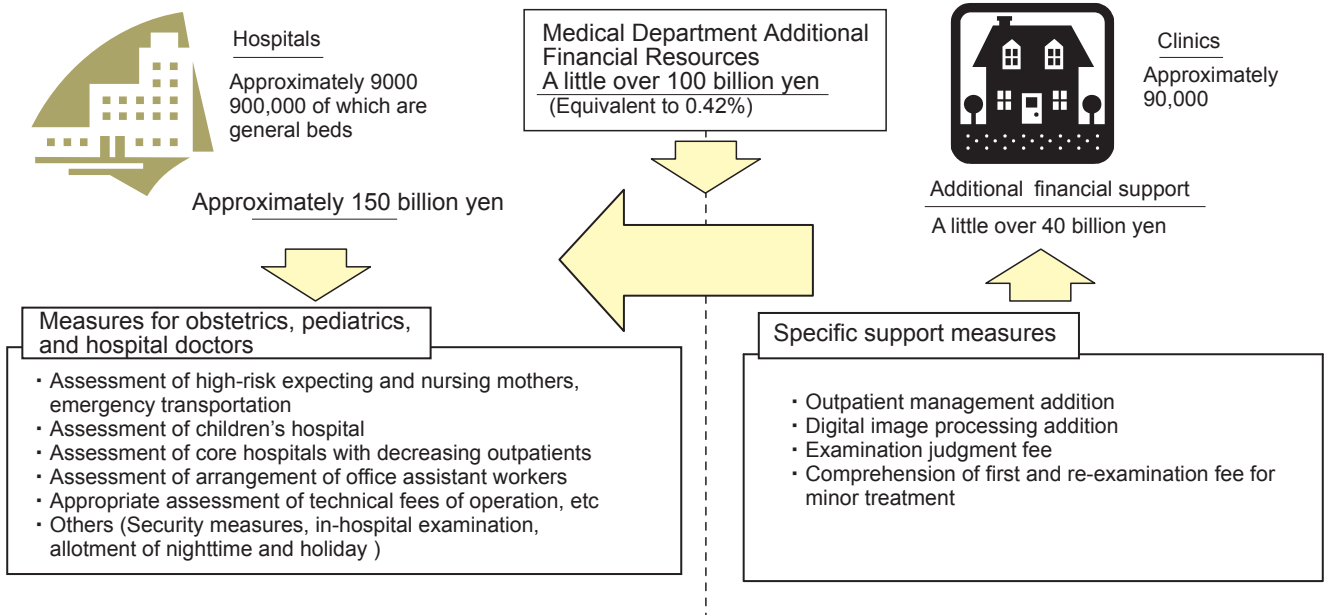 Hospitals
Approximately 9000
900,000 of which are
general beds
Medical Department Additional
Financial Resources
A little over 100 billion yen
(Equivalent to 0.42%)
Clinics
Approximately
90,000
Approximately 150 billion yen
Additional financial support
A little over 40 billion yen
Measures for obstetrics, pediatrics,
and hospital doctors
・Assessment of high-risk expecting and nursing mothers,
emergency transportation
・Assessment of children's hospital
・Assessment of core hospitals with decreasing outpatients
・Assessment of arrangement of office assistant workers
・Appropriate assessment of technical fees of operation, etc
・Others (Security measures, in-hospital examination,
allotment of nighttime and holiday )
Specific support measures
・Outpatient management addition
・Digital image processing addition
・Examination judgment fee
・Comprehension of first and re-examination fee for
minor treatment